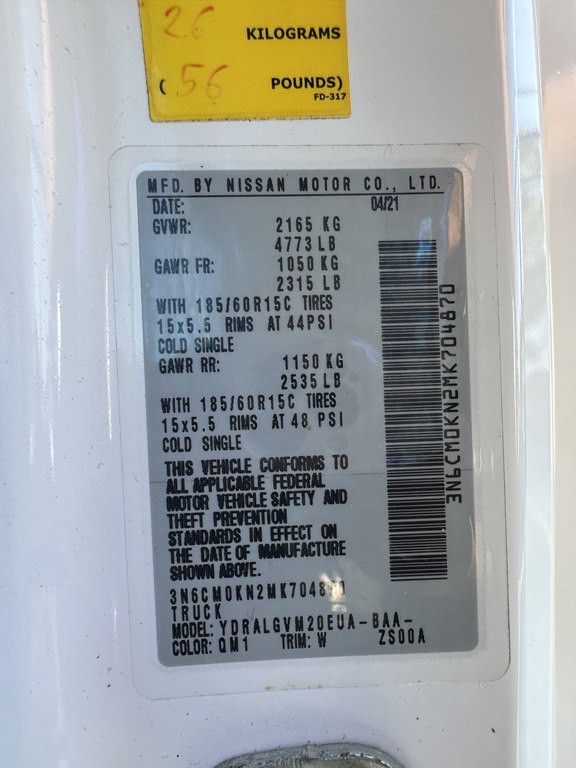 26 KILOGRAMS
( 56 POUNDS)
FD-317
MFD. BY NISSAN MOTOR CO., LTD.
DATE: 04/21
GVWR: 2165 KG
4773 LB
GAWR FR: 1050 KG
2315 LB
WITH 185/60R15C TIRES
15x5.5 RIMS AT 44PSI
COLD SINGLE
GAWR RR: 1150 KG
2535 LB
WITH 185/60R15C TIRES
15x5.5 RIMS AT 48 PSI
COLD SINGLE
THIS VEHICLE CONFORMS TO
ALL APPLICABLE FEDERAL
MOTOR VEHICLE SAFETY AND
THEFT PREVENTION
STANDARDS IN EFFECT ON
THE DATE OF MANUFACTURE
SHOWN ABOVE.
3N6CM0KN2MK704870
TRUCK
MODEL: YDRALGVM20EUA-BAA-
COLOR: QM1 TRIM: W ZS00A
3N6CM0KN2MK704870